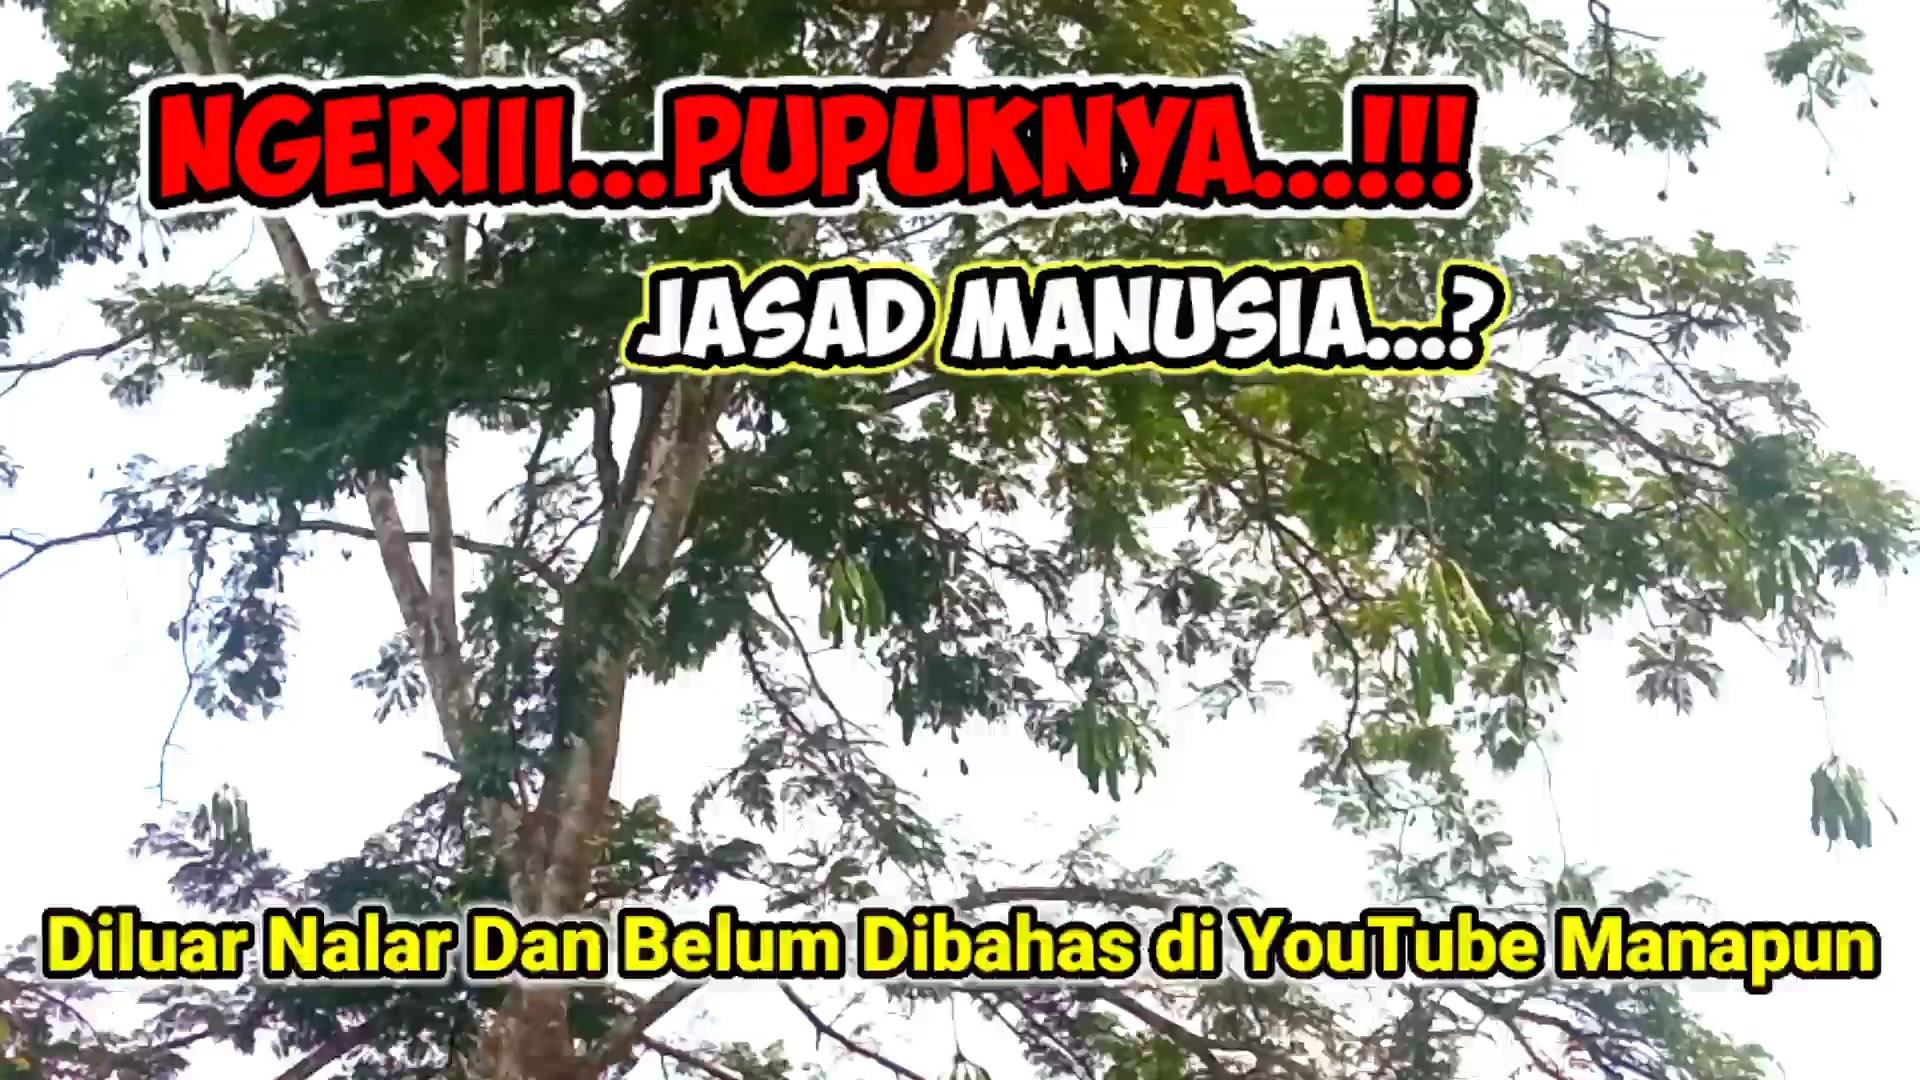 NGERIII...PUPUKNYA...!!!
JASAD MANUSIA...?
Diluar Nalar Dan Belum Dibahas di YouTube Manapun